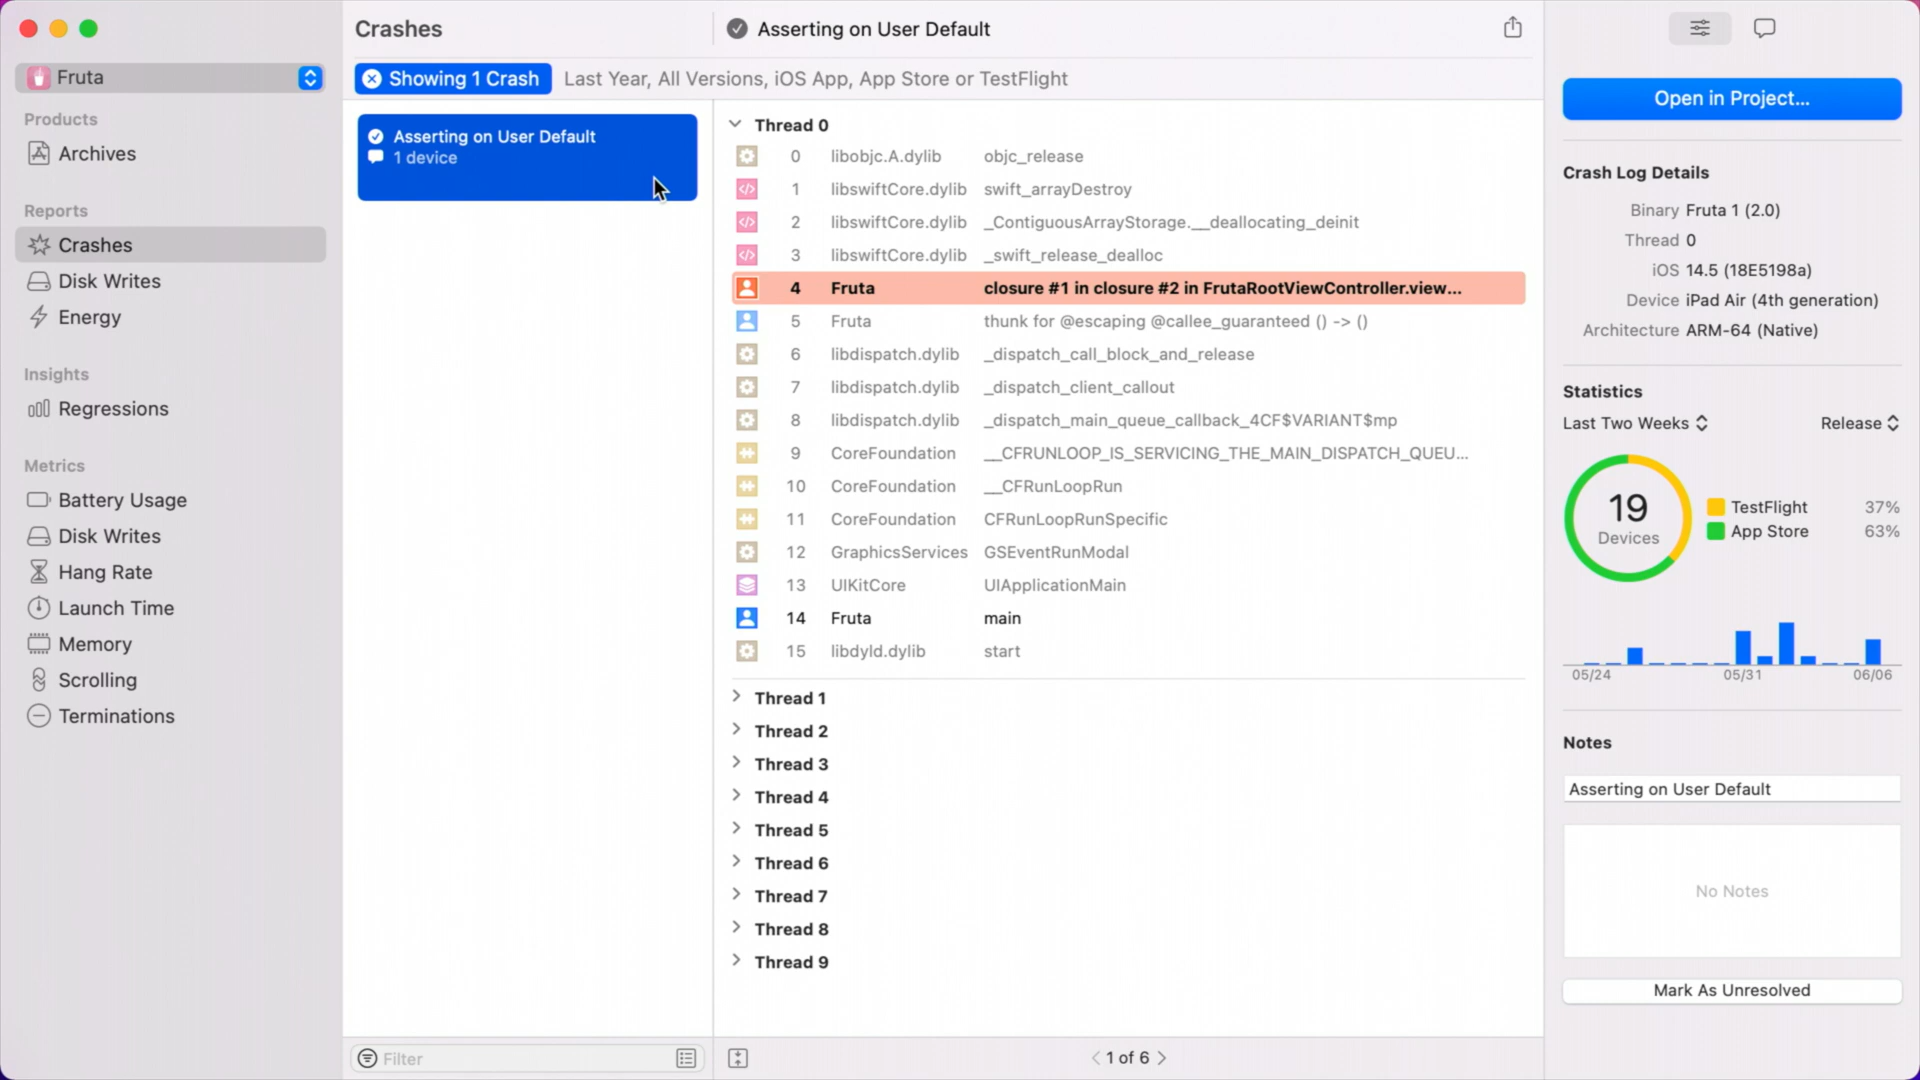 Fruta
Products
Archives
Reports
Crashes
Disk Writes
Energy
Insights
Regressions
Metrics
Battery Usage
Disk Writes
Hang Rate
Launch Time
Memory
Scrolling
Terminations
Crashes
Showing 1 Crash Last Year, All Versions, iOS App, App Store or TestFlight
Asserting on User Default
1 device
Filter
Asserting on User Default
Thread 0
0 libobjc.A.dylib objc_release
1 libswiftCore.dylib swift_arrayDestroy
2 libswiftCore.dylib _ContiguousArrayStorage.__deallocating_deinit
3 libswiftCore.dylib _swift_release_dealloc
4 Fruta closure #1 in closure #2 in FrutaRootViewController.view...
5 Fruta thunk for @escaping @callee_guaranteed () -> ()
6 libdispatch.dylib _dispatch_call_block_and_release
7 libdispatch.dylib _dispatch_client_callout
8 libdispatch.dylib _dispatch_main_queue_callback_4CF$VARIANT$mp
9 CoreFoundation __CFRUNLOOP_IS_SERVICING_THE_MAIN_DISPATCH_QUEU...
10 CoreFoundation __CFRunLoopRun
11 CoreFoundation CFRunLoopRunSpecific
12 GraphicsServices GSEventRunModal
13 UIKitCore UIApplicationMain
14 Fruta main
15 libdyld.dylib start
Thread 1
Thread 2
Thread 3
Thread 4
Thread 5
Thread 6
Thread 7
Thread 8
Thread 9
1 of 6
Open in Project...
Crash Log Details
Binary Fruta 1 (2.0)
Thread 0
iOS 14.5 (18E5198a)
Device iPad Air (4th generation)
Architecture ARM-64 (Native)
Statistics
Last Two Weeks Release
19
Devices
TestFlight 37%
App Store 63%
05/24 05/31 06/06
Notes
Asserting on User Default
No Notes
Mark As Unresolved